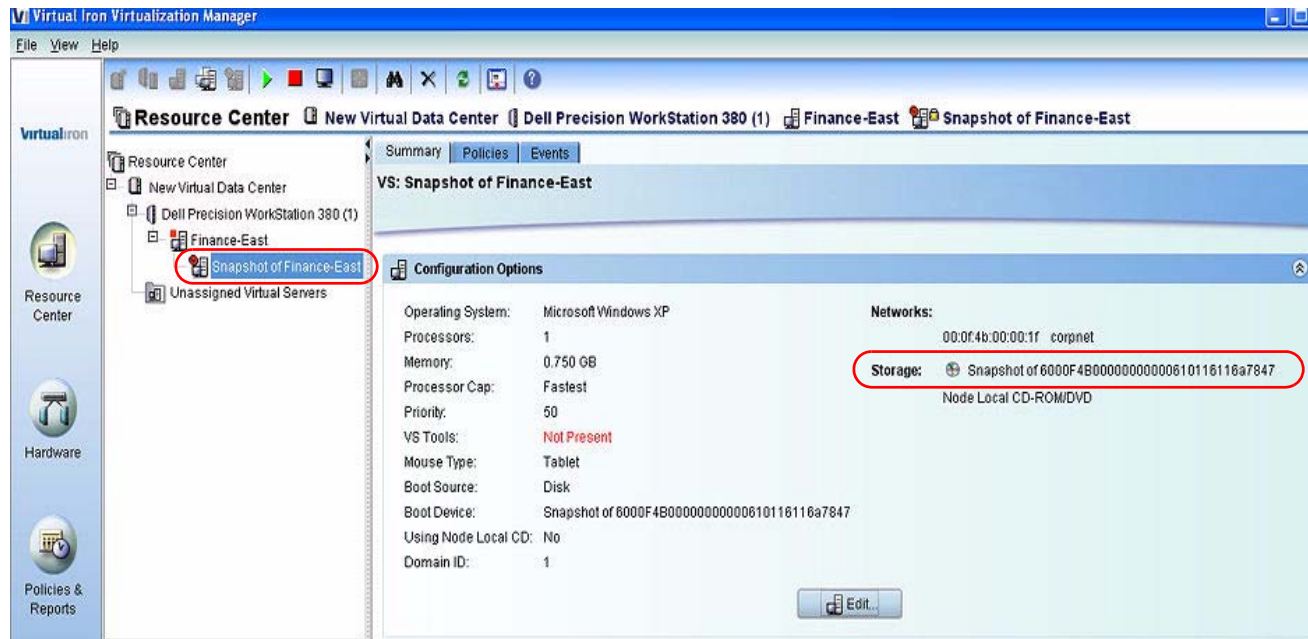 Virtual Iron Virtualization Manager
File View Help
Resource Center New Virtual Data Center Dell Precision WorkStation 380 (1) Finance-East Snapshot of Finance-East
Virtualiron
Resource Center
New Virtual Data Center
Dell Precision WorkStation 380 (1)
Finance-East
Snapshot of Finance-East
Unassigned Virtual Servers
Resource Center
Hardware
Policies & Reports
Summary Policies Events
VS: Snapshot of Finance-East
Configuration Options
Operating System: Microsoft Windows XP
Processors: 1
Memory: 0.750 GB
Processor Cap: Fastest
Priority: 50
VS Tools: Not Present
Mouse Type: Tablet
Boot Source: Disk
Boot Device: Snapshot of 6000F4B00000000000610116116a7847
Using Node Local CD: No
Domain ID: 1
Networks:
00:0f:4b:00:00:1f corpnet
Storage: Snapshot of 6000F4B00000000000610116116a7847
Node Local CD-ROM/DVD
Edit...